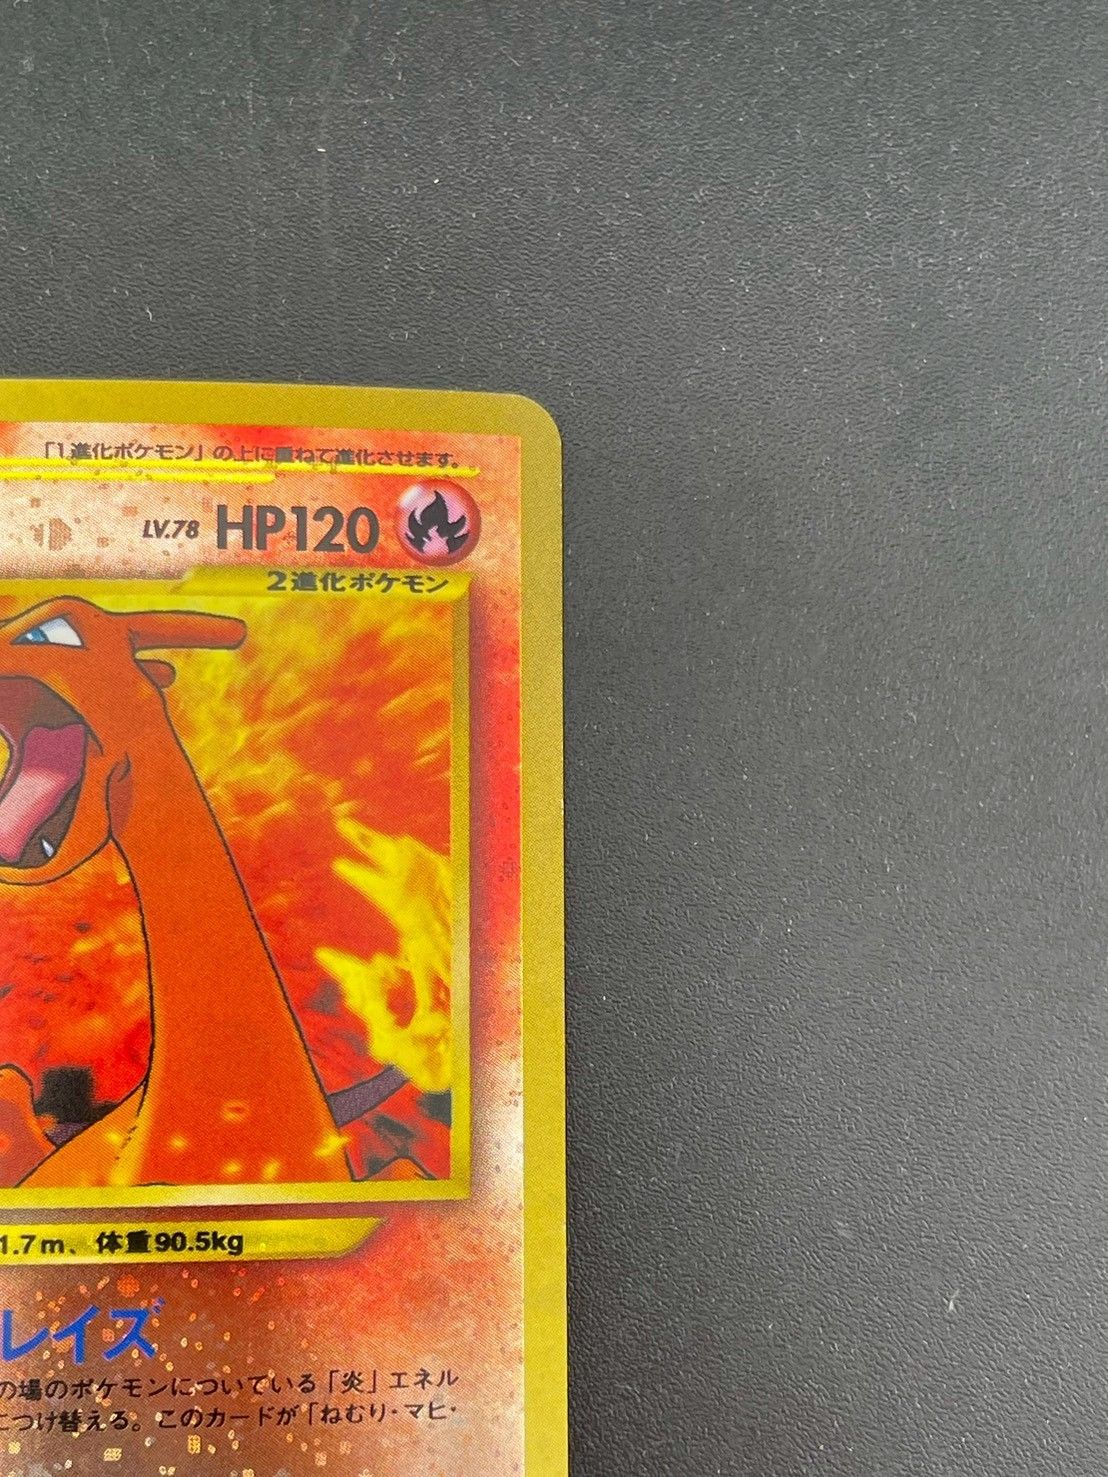 「1進化ポケモン」の上に重ねて進化させます。
LV.78 HP120
2進化ポケモン
1.7m、体重90.5kg
レイズ
の場のポケモンについている「炎」エネル
につけ替える。このカードが「ねむり・マヒ・